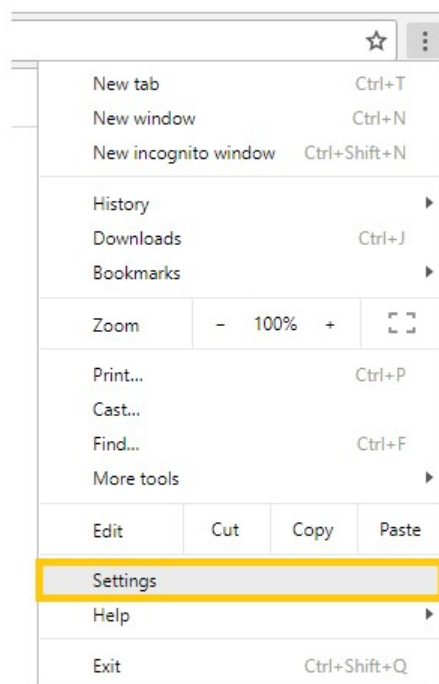 New tab Ctrl+T
New window Ctrl+N
New incognito window Ctrl+Shift+N
History
Downloads Ctrl+J
Bookmarks
Zoom - 100% +
Print... Ctrl+P
Cast...
Find... Ctrl+F
More tools
Edit Cut Copy Paste
Settings
Help
Exit Ctrl+Shift+Q